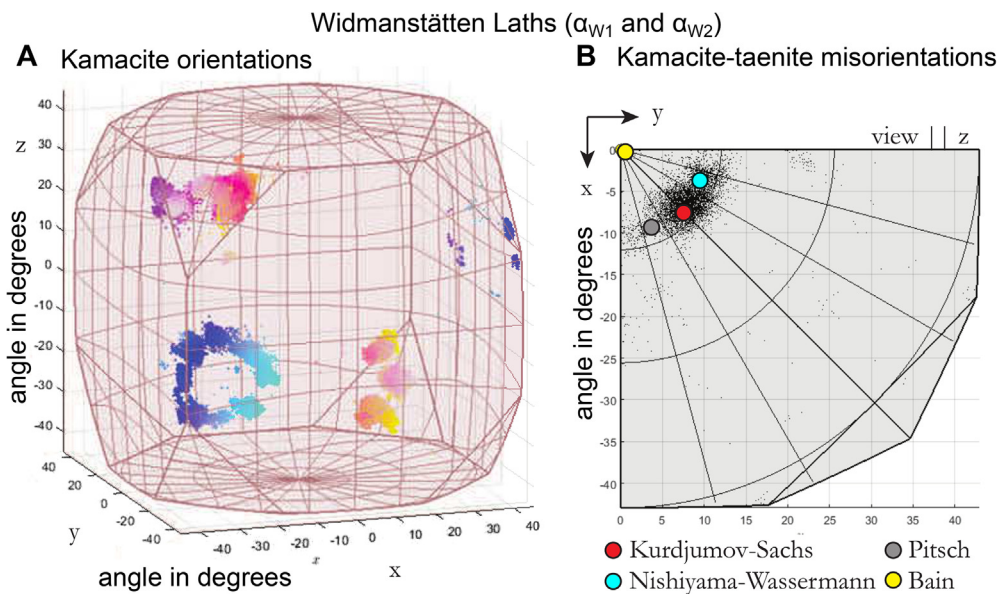 Widmanstätten Laths (αW1 and αW2)
A Kamacite orientations
B Kamacite-taenite misorientations
40
30
z
20
10
0
-10
-20
-30
-40
angle in degrees
40
20
0
-20
-40
y
-40
-30
-20
-10
0
10
20
30
40
x
x
angle in degrees
y
view || z
x
0
-5
-10
-15
-20
-25
-30
-35
-40
angle in degrees
0 5 10 15 20 25 30 35 40
Kurdjumov-Sachs
Pitsch
Nishiyama-Wassermann
Bain